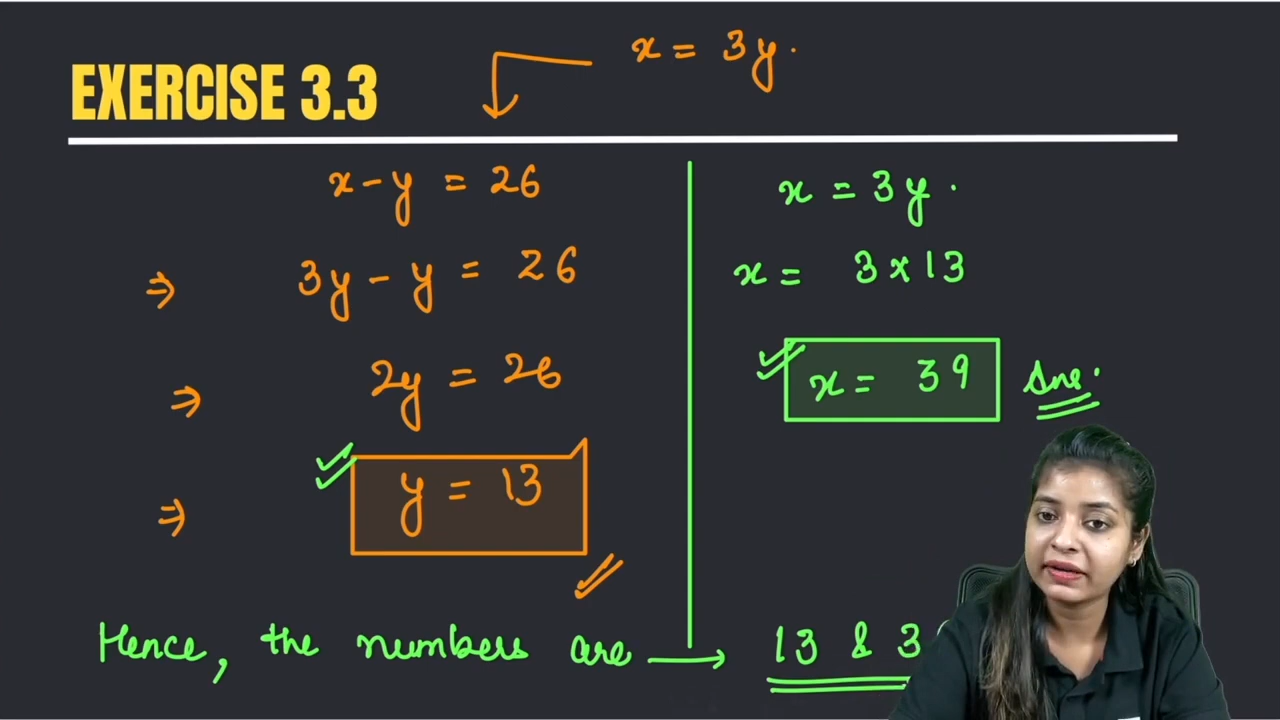 EXERCISE 3.3
x = 3y.
x - y = 26
⇒ 3y - y = 26
⇒ 2y = 26
⇒ y = 13
x = 3y.
x = 3 × 13
x = 39 Ans.
Hence, the numbers are → 13 & 3